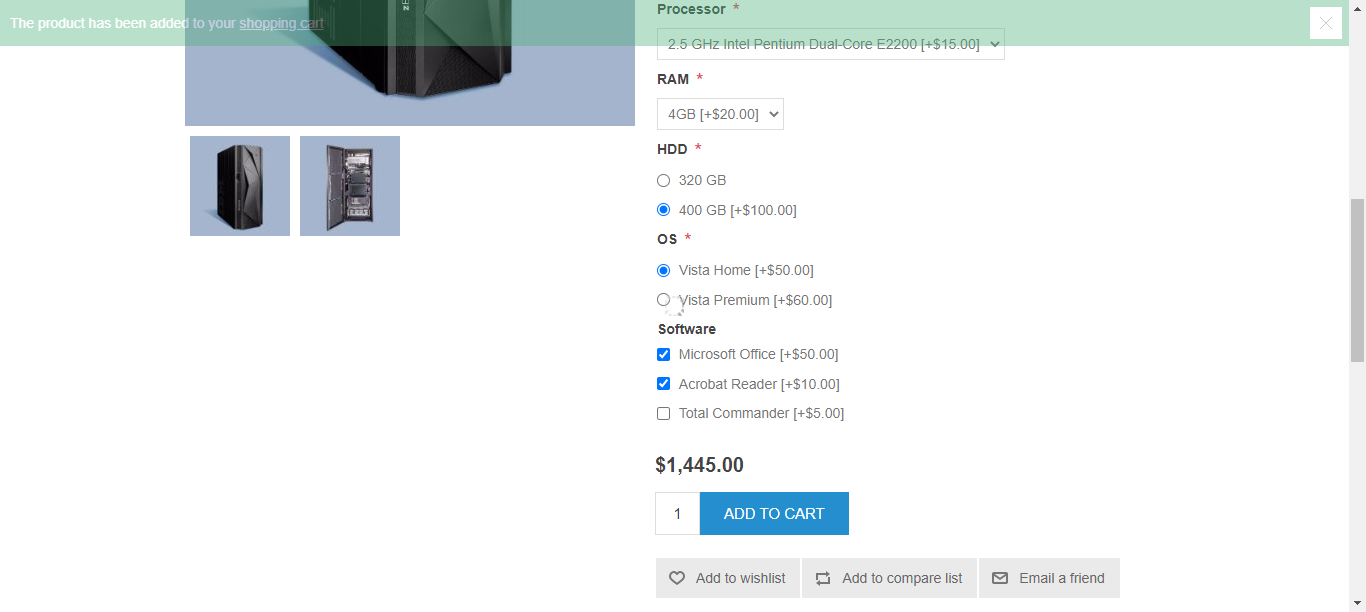 The product has been added to your shopping cart
Processor *
2.5 GHz Intel Pentium Dual-Core E2200 [+$15.00]
RAM *
4GB [+$20.00]
HDD *
320 GB
400 GB [+$100.00]
OS *
Vista Home [+$50.00]
Vista Premium [+$60.00]
Software
Microsoft Office [+$50.00]
Acrobat Reader [+$10.00]
Total Commander [+$5.00]
$1,445.00
1 ADD TO CART
Add to wishlist Add to compare list Email a friend